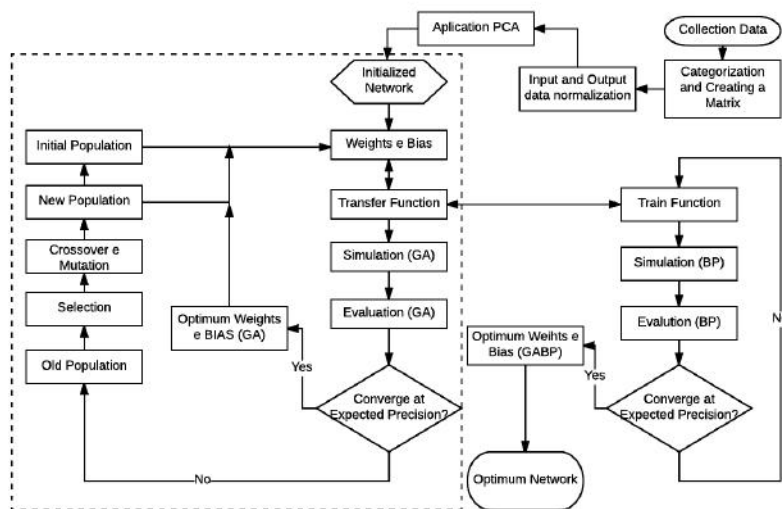 Aplication PCA
Collection Data
Initialized
Network
Input and Output
data normalization
Categorization
and Creating a
Matrix
Initial Population
Weights e Bias
New Population
Transfer Function
Train Function
Crossover e
Mutation
Simulation (GA)
Simulation (BP)
Selection
Evaluation (GA)
Evalution (BP)
Optimum Weights
e BIAS (GA)
Optimum Weihts e
Bias (GABP)
Old Population
Yes
Yes
Converge at
Expected Precision?
Converge at
Expected Precision?
No
Optimum Network